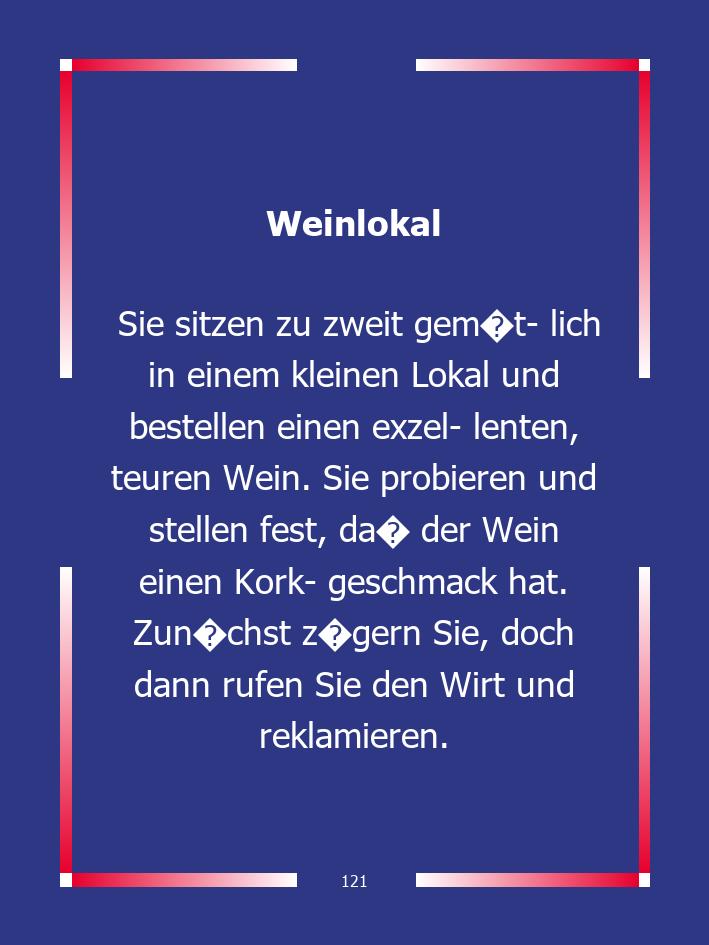 Weinlokal
Sie sitzen zu zweit gem�t- lich
in einem kleinen Lokal und
bestellen einen exzel- lenten,
teuren Wein. Sie probieren und
stellen fest, da� der Wein
einen Kork- geschmack hat.
Zun�chst z�gern Sie, doch
dann rufen Sie den Wirt und
reklamieren.
121